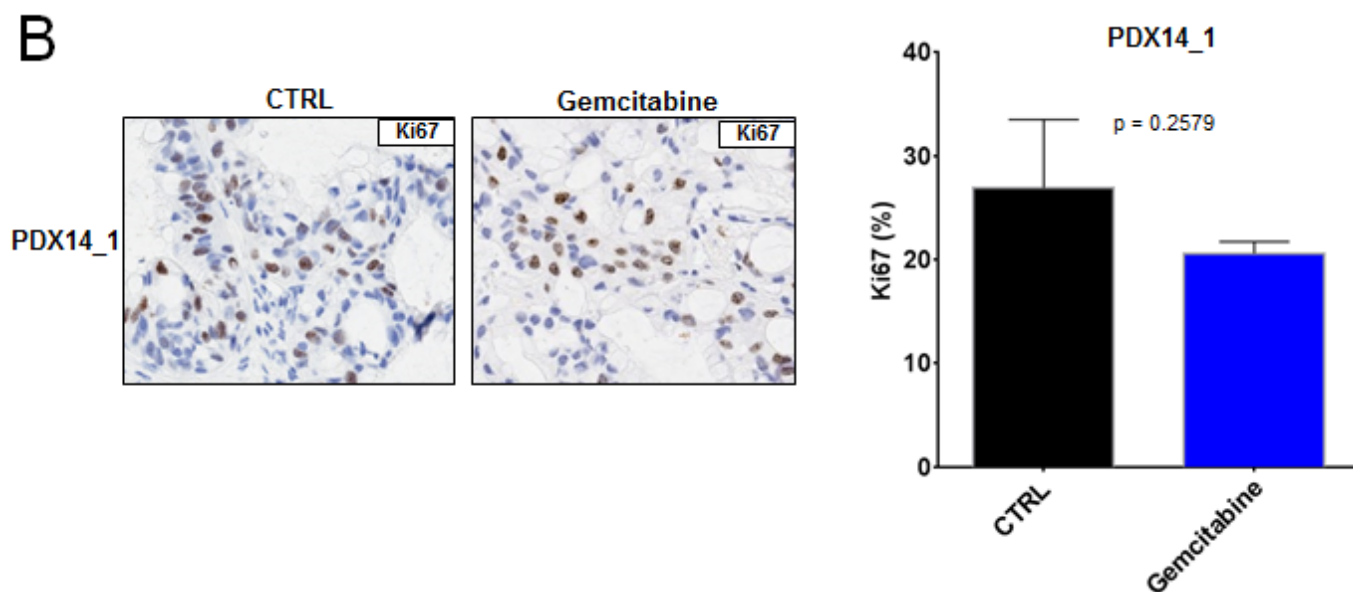 B
CTRL
Gemcitabine
Ki67
Ki67
PDX14_1
PDX14_1
p = 0.2579
Ki67 (%)
40
30
20
10
0
CTRL
Gemcitabine